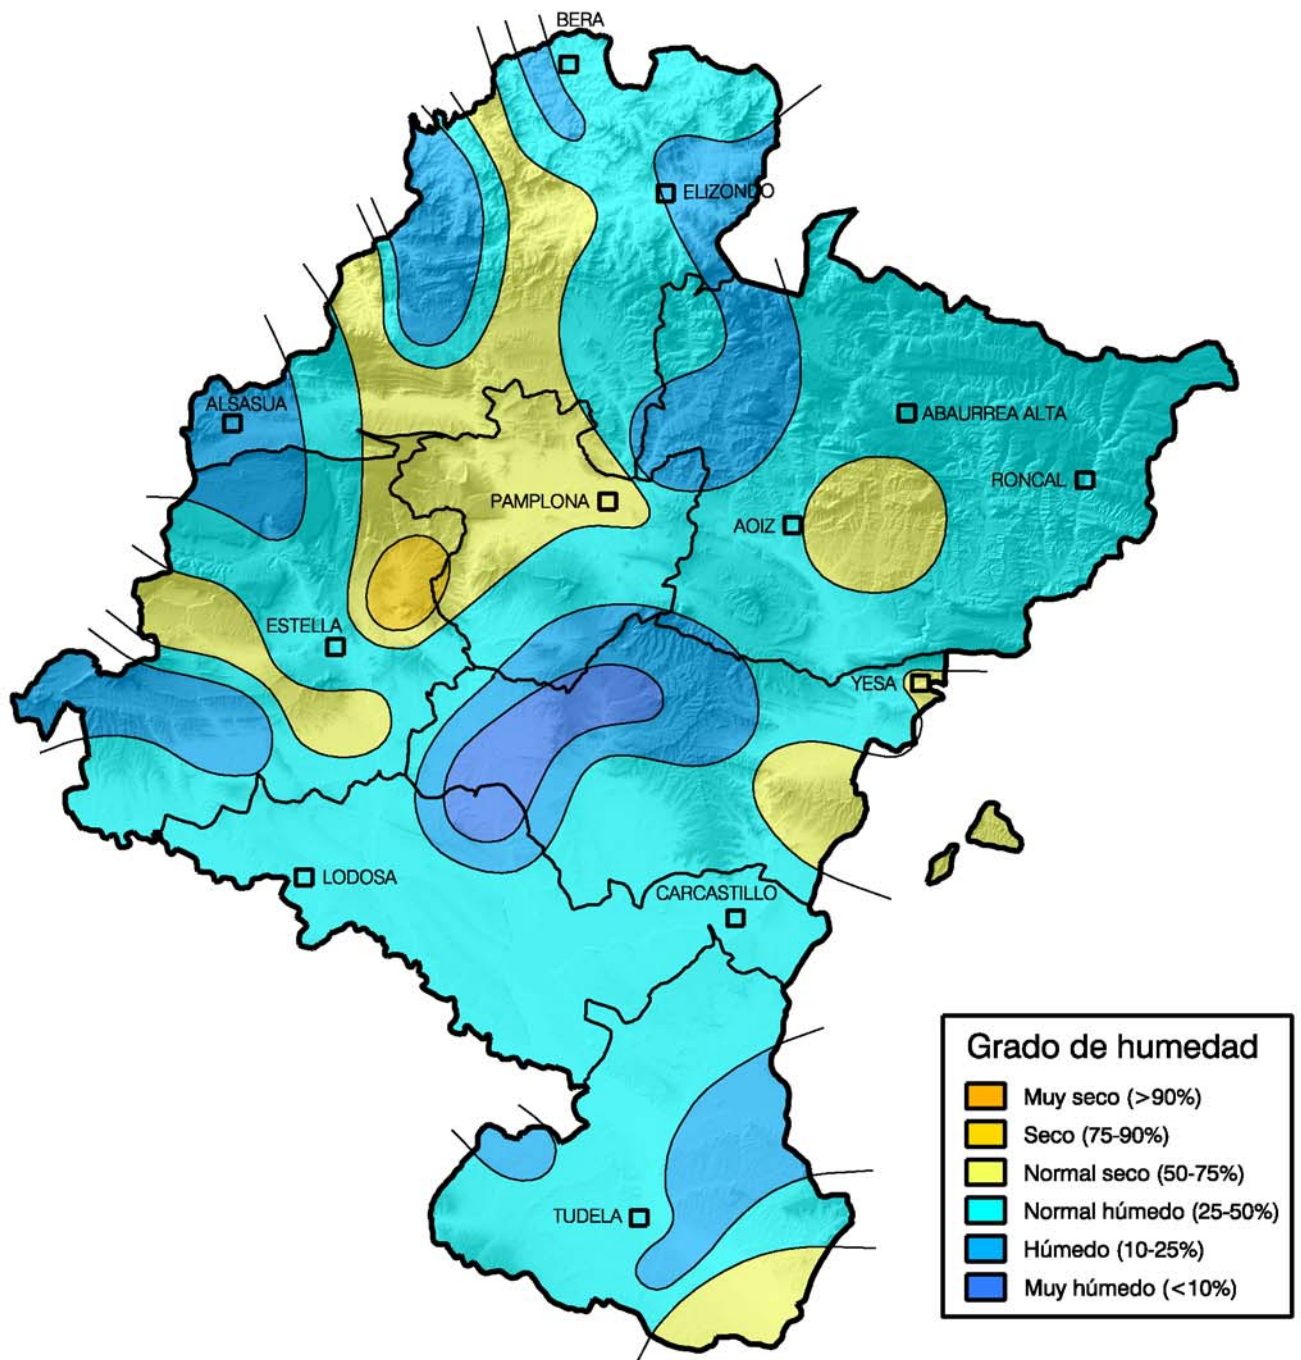 BERA
ELIZONDO
ALSASUA
ABAURREA ALTA
RONCAL
PAMPLONA
AOIZ
ESTELLA
YESA
LODOSA
CARCASTILLO
TUDELA
Grado de humedad
Muy seco (>90%)
Seco (75-90%)
Normal seco (50-75%)
Normal húmedo (25-50%)
Húmedo (10-25%)
Muy húmedo (<10%)